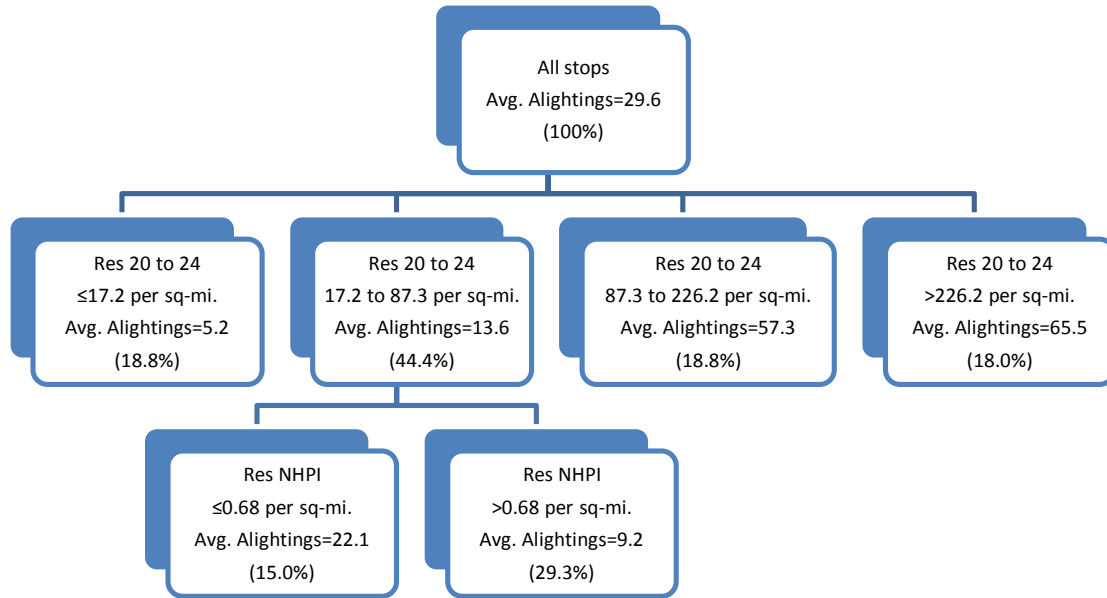 All stops
Avg. Alightings=29.6
(100%)
Res 20 to 24
≤17.2 per sq-mi.
Avg. Alightings=5.2
(18.8%)
Res 20 to 24
17.2 to 87.3 per sq-mi.
Avg. Alightings=13.6
(44.4%)
Res 20 to 24
87.3 to 226.2 per sq-mi.
Avg. Alightings=57.3
(18.8%)
Res 20 to 24
>226.2 per sq-mi.
Avg. Alightings=65.5
(18.0%)
Res NHPI
≤0.68 per sq-mi.
Avg. Alightings=22.1
(15.0%)
Res NHPI
>0.68 per sq-mi.
Avg. Alightings=9.2
(29.3%)